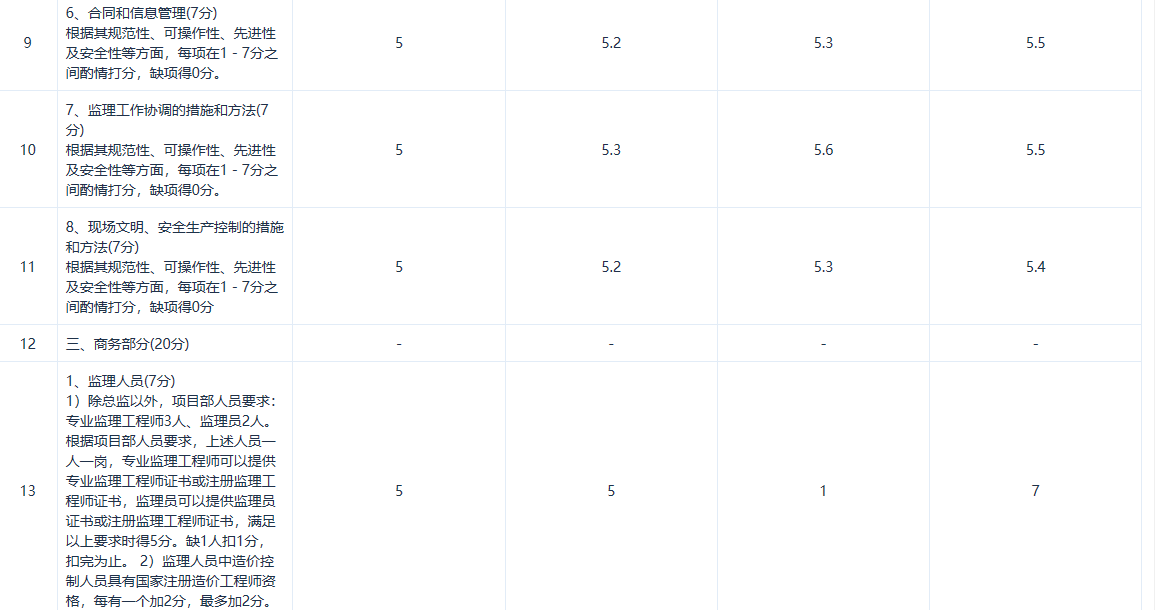 6、合同和信息管理(7分)
根据其规范性、可操作性、先进性
9
5
5.2
5.3
5.5
及安全性等方面，每项在1－7分之
间酌情打分，缺项得0分。
7、监理工作协调的措施和方法(7
分)
10
根据其规范性、可操作性、先进性
5
5.3
5.6
5.5
及安全性等方面，每项在1－7分之
间酌情打分，缺项得0分。
8、现场文明、安全生产控制的措施
和方法(7分)
11
根据其规范性、可操作性、先进性
5
5.2
5.3
5.4
及安全性等方面，每项在1－7分之
间酌情打分，缺项得0分
12
三、商务部分(20分)
-
-
-
-
1、监理人员(7分)
1）除总监以外，项目部人员要求：
专业监理工程师3人、监理员2人。
根据项目部人员要求，上述人员一
人一岗，专业监理工程师可以提供
13
专业监理工程师证书或注册监理工
5
5
1
7
程师证书，监理员可以提供监理员
证书或注册监理工程师证书，满足
以上要求时得5分。缺1人扣1分，
扣完为止。 2）监理人员中造价控
制人员具有国家注册造价工程师资
格，每有一个加2分，最多加2分。